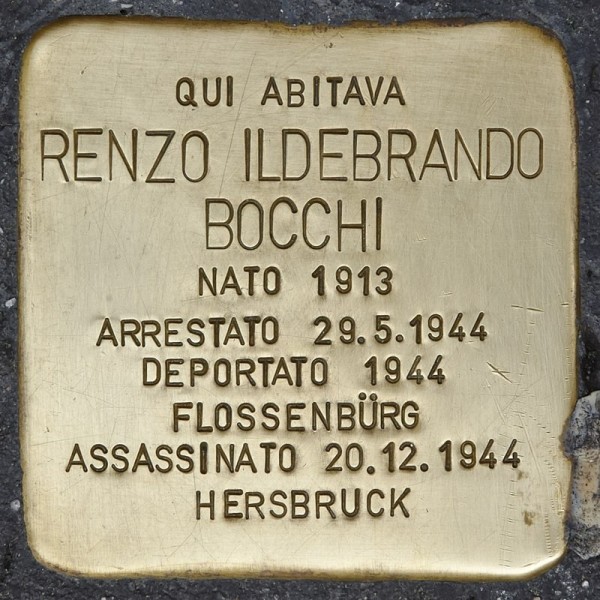 QUI ABITAVA
RENZO ILDEBRANDO
BOCCHI
NATO 1913
ARRESTATO 29.5.1944
DEPORTATO 1944
FLOSSENBÜRG
ASSASSINATO 20.12.1944
HERSBRUCK